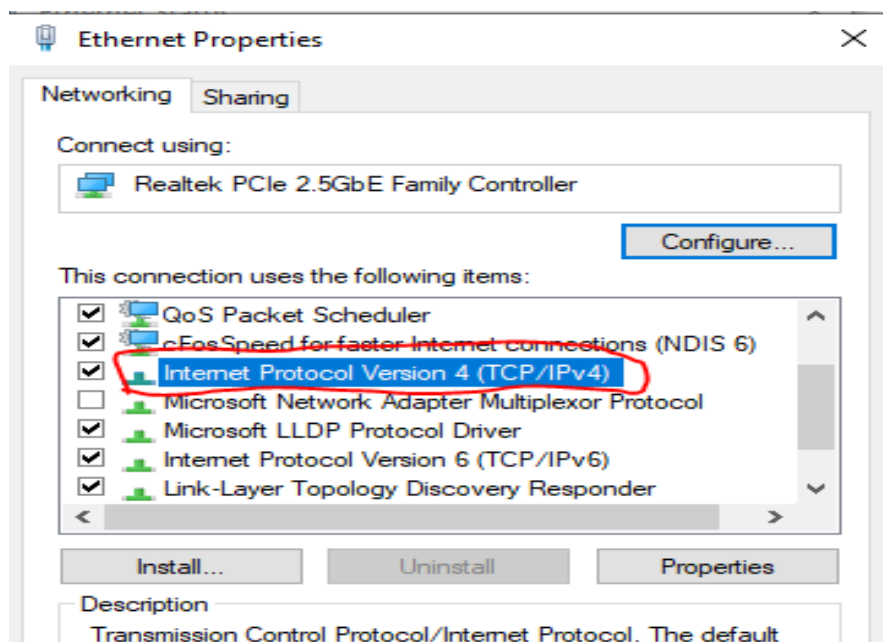 Ethernet Properties
Networking
Sharing
Connect using:
Realtek PCIe 2.5GbE Family Controller
Configure...
This connection uses the following items:
QoS Packet Scheduler
cFosSpeed for faster Internet connections (NDIS 6)
Internet Protocol Version 4 (TCP/IPv4)
Microsoft Network Adapter Multiplexor Protocol
Microsoft LLDP Protocol Driver
Internet Protocol Version 6 (TCP/IPv6)
Link-Layer Topology Discovery Responder
Install...
Uninstall
Properties
Description
Transmission Control Protocol/Internet Protocol. The default